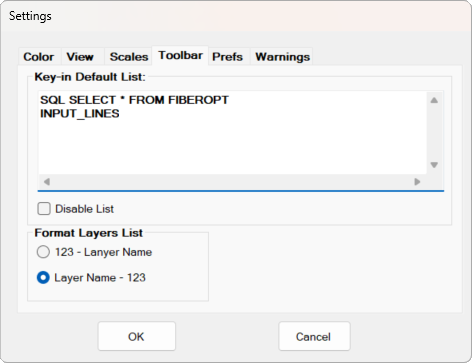 Settings
Color View Scales Toolbar Prefs Warnings
Key-in Default List:
SQL SELECT * FROM FIBEROPT
INPUT_LINES
Disable List
Format Layers List
123 - Lanyer Name
Layer Name - 123
OK Cancel